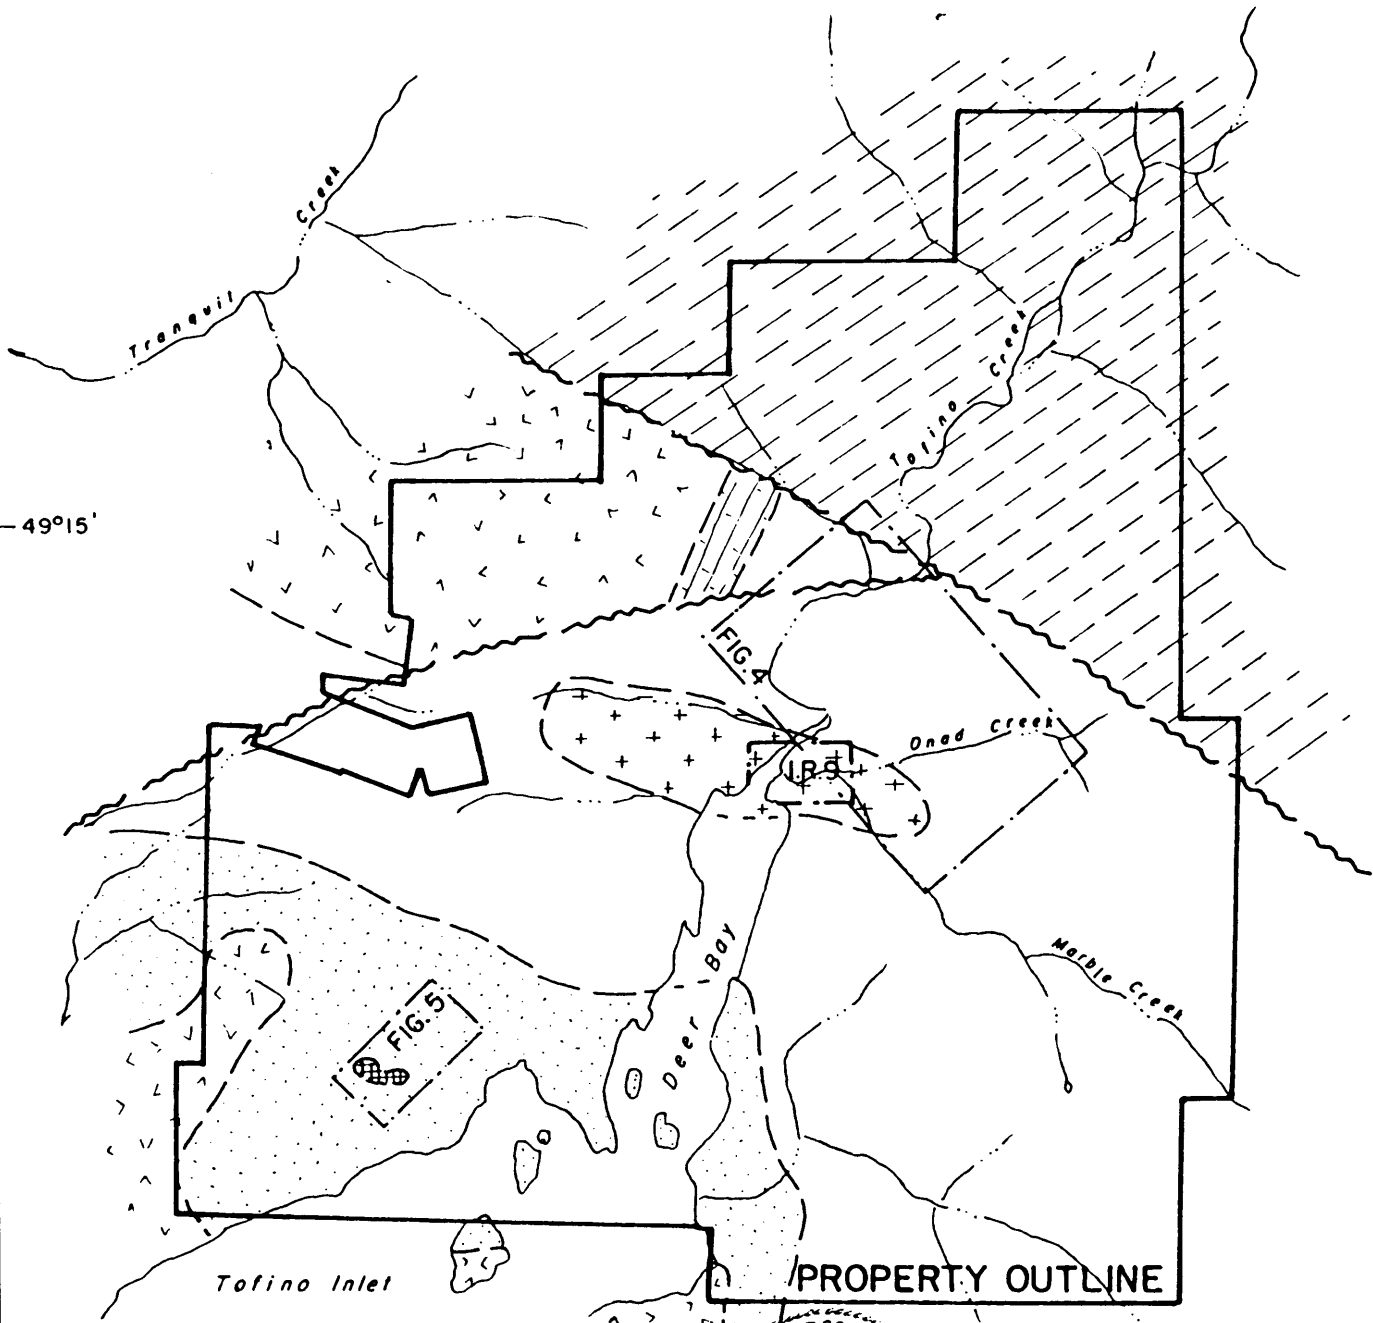 Tranquil Creek
49°15'
Tofino Creek
FIG. 4
Onad Creek
I.R.9
Marble Creek
Deer Bay
FIG. 5
Tofino Inlet
PROPERTY OUTLINE